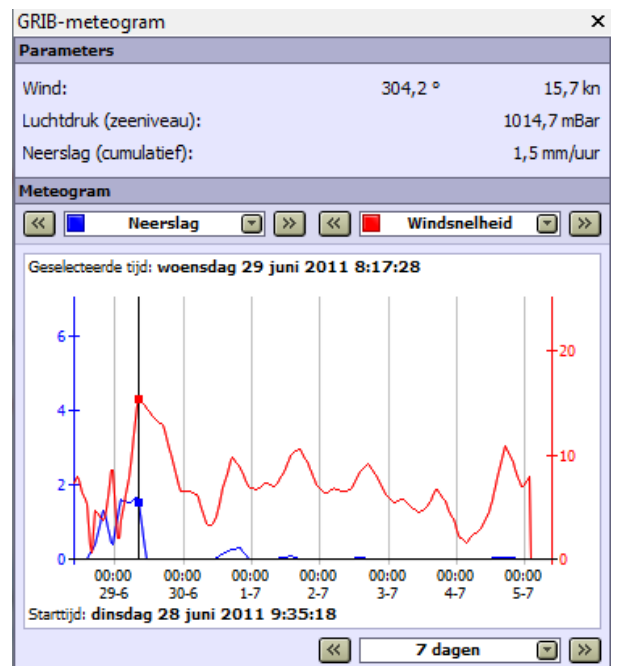 GRIB-meteogram
Parameters
Wind: 304,2 ° 15,7 kn
Luchtdruk (zeeniveau): 1014,7 mBar
Neerslag (cumulatief): 1,5 mm/uur
Meteogram
Neerslag Windsnelheid
Geselecteerde tijd: woensdag 29 juni 2011 8:17:28
6
20
4
10
2
0 0
00:00 00:00 00:00 00:00 00:00 00:00 00:00
29-6 30-6 1-7 2-7 3-7 4-7 5-7
Starttijd: dinsdag 28 juni 2011 9:35:18
7 dagen